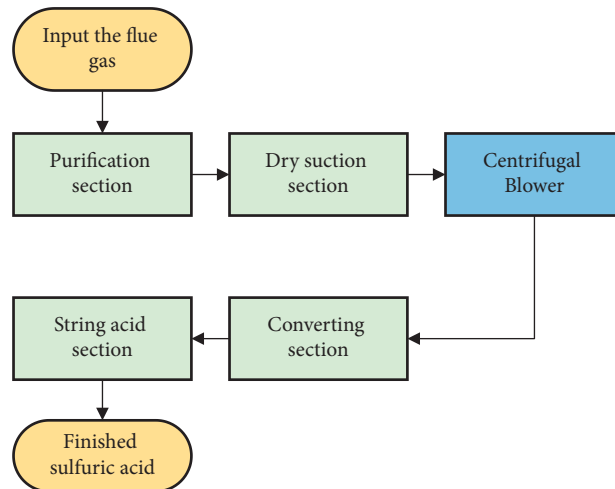 Input the flue
gas
Purification
section
Dry suction
section
Centrifugal
Blower
String acid
section
Converting
section
Finished
sulfuric acid